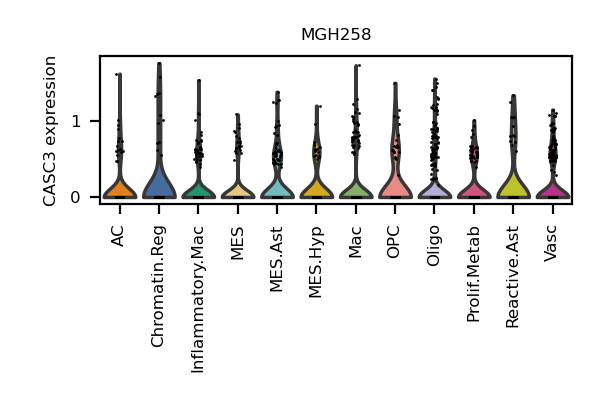 MGH258
CASC3 expression
1
0
AC
Chromatin.Reg
Inflammatory.Mac
MES
MES.Ast
MES.Hyp
Mac
OPC
Oligo
Prolif.Metab
Reactive.Ast
Vasc